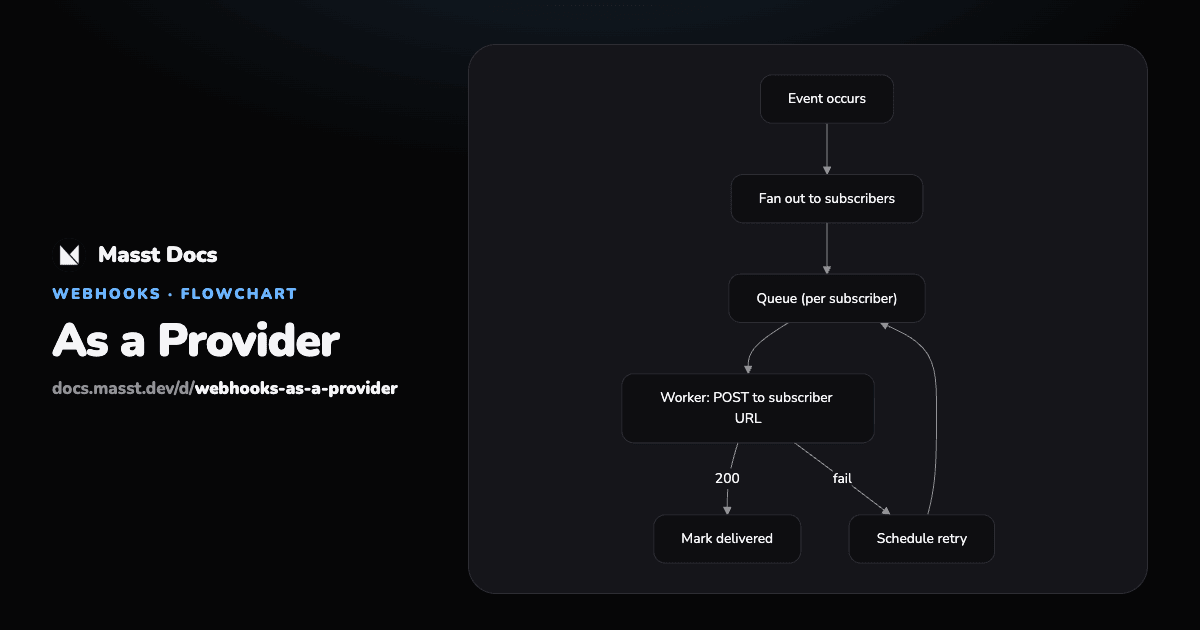 Masst Docs
WEBHOOKS · FLOWCHART
As a Provider
docs.masst.dev/d/webhooks-as-a-provider
Event occurs
Fan out to subscribers
Queue (per subscriber)
Worker: POST to subscriber
URL
200
fail
Mark delivered
Schedule retry